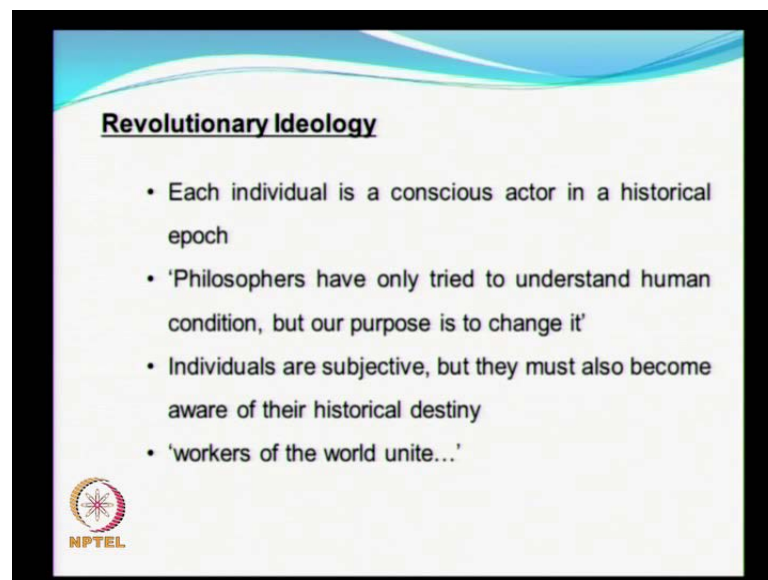 Revolutionary Ideology
• Each individual is a conscious actor in a historical
epoch
• ‘Philosophers have only tried to understand human
condition, but our purpose is to change it’
• Individuals are subjective, but they must also become
aware of their historical destiny
• ‘workers of the world unite…’
NPTEL